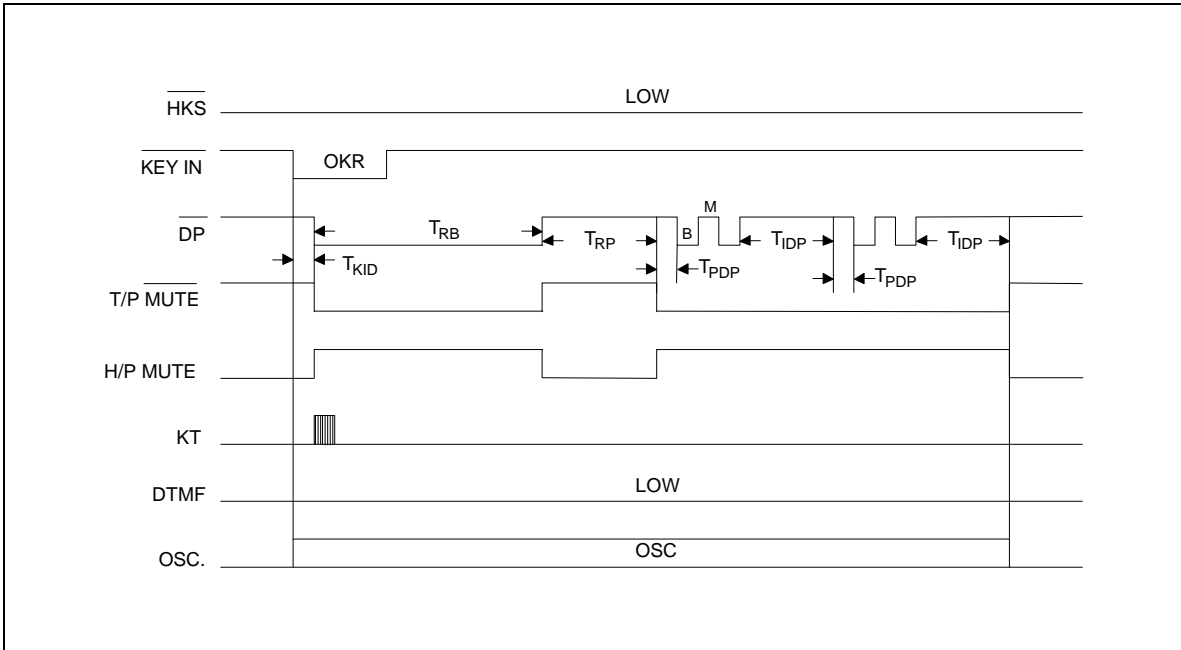 HKS
LOW
KEY IN
OKR
DP
TRB
TRP
B
M
TIDP
TIDP
TKID
TPDP
TPDP
T/P MUTE
H/P MUTE
KT
DTMF
LOW
OSC.
OSC